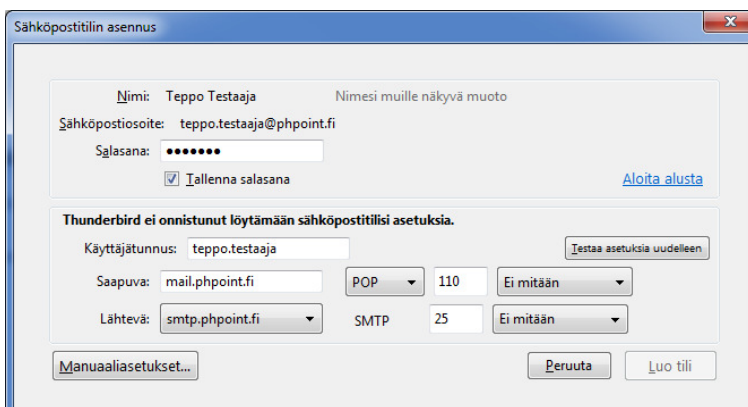 Sähköpostitilin asennus
Nimi: Teppo Testaaja Nimesi muille näkyvä muoto
Sähköpostiosoite: teppo.testaaja@phpoint.fi
Salasana: •••••••
Tallenna salasana Aloita alusta
Thunderbird ei onnistunut löytämään sähköpostitilisi asetuksia.
Käyttäjätunnus: teppo.testaaja Testaa asetuksia uudelleen
Saapuva: mail.phpoint.fi POP 110 Ei mitään
Lähtevä: smtp.phpoint.fi SMTP 25 Ei mitään
Manuaaliasetukset... Peruuta Luo tili